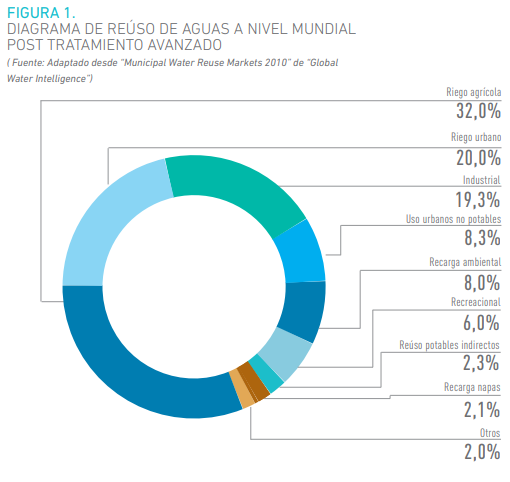 FIGURA 1.
DIAGRAMA DE REÚSO DE AGUAS A NIVEL MUNDIAL
POST TRATAMIENTO AVANZADO
( Fuente: Adaptado desde “Municipal Water Reuse Markets 2010” de “Global
Water Intelligence”)
Riego agrícola
32,0%
Riego urbano
20,0%
Industrial
19,3%
Uso urbanos no potables
8,3%
Recarga ambiental
8,0%
Recreacional
6,0%
Reúso potables indirectos
2,3%
Recarga napas
2,1%
Otros
2,0%